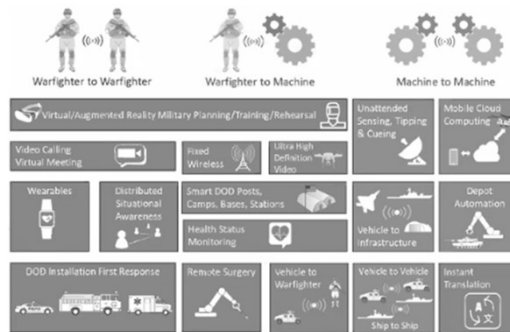 Warfighter to Warfighter
Warfighter to Machine
Machine to Machine
Virtual/Augmented Reality Military Planning/Training/Rehearsal
Unattended
Sensing, Tipping
& Cueing
Mobile Cloud
Computing
Video Calling
Virtual Meeting
Fixed
Wireless
Ultra High
Definition
Video
Wearables
Distributed
Situational
Awareness
Smart DOD Posts,
Camps, Bases, Stations
Health Status
Monitoring
Vehicle to
Infrastructure
Depot
Automation
DOD Installation First Response
Remote Surgery
Vehicle to
Warfighter
Vehicle to Vehicle
Ship to Ship
Instant
Translation